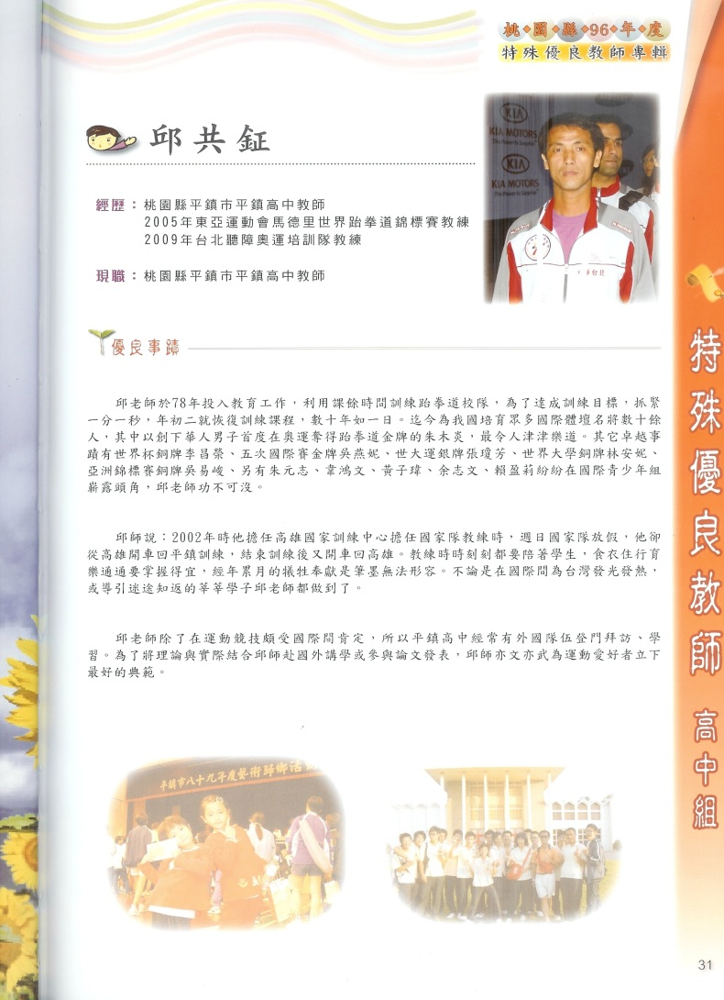 桃園縣96年度
特殊優良教師專輯
邱共鉦
KIA
KIA MOTORS
The Power to Surprise
KIA
KIA MOTORS
The Power to Surprise
經歷：桃園縣平鎮市平鎮高中教師
2005年東亞運動會馬德里世界跆拳道錦標賽教練
2009年台北聽障奧運培訓隊教練
現職：桃園縣平鎮市平鎮高中教師
優良事蹟
邱老師於78年投入教育工作，利用課餘時間訓練跆拳道校隊，為了達成訓練目標，抓緊
一分一秒，年初二就恢復訓練課程，數十年如一日。迄今為我國培育眾多國際體壇名將數十餘
人，其中以創下華人男子首度在奧運奪得跆拳道金牌的朱木炎，最令人津津樂道。其它卓越事
蹟有世界杯銅牌李昌榮、五次國際賽金牌吳燕妮、世大運銀牌張瓊芳、世界大學銅牌林安妮、
亞洲錦標賽銅牌吳易峻、另有朱元志、韋鴻文、黃子瑋、余志文、賴盈莉紛紛在國際青少年組
嶄露頭角，邱老師功不可沒。
邱師說：2002年時他擔任高雄國家訓練中心擔任國家隊教練時，週日國家隊放假，他卻
從高雄開車回平鎮訓練，結束訓練後又開車回高雄。教練時時刻刻都要陪著學生，食衣住行育
樂通通要掌握得宜，經年累月的犧牲奉獻是筆墨無法形容。不論是在國際間為台灣發光發熱，
或導引迷途知返的莘莘學子邱老師都做到了。
邱老師除了在運動競技頗受國際間肯定，所以平鎮高中經常有外國隊伍登門拜訪、學
習。為了將理論與實際結合邱師赴國外講學或參與論文發表，邱師亦文亦武為運動愛好者立下
最好的典範。
平鎮市八十九年度藝術歸鄉活
特殊優良教師 高中組
31